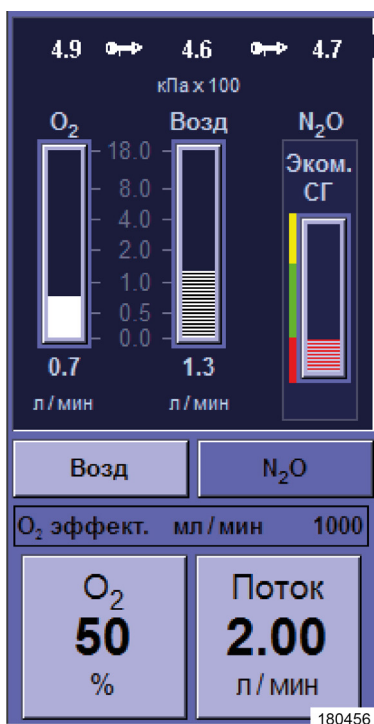 4.9 4.6 4.7
кПа x 100
O₂ Возд N₂O
18.0
8.0
4.0
2.0
1.0
0.5
0.0
Эком.
СГ
0.7 1.3
л/мин л/мин
Возд N₂O
O₂ эффект. мл/мин 1000
O₂ Поток
50 2.00
% л/мин
180456